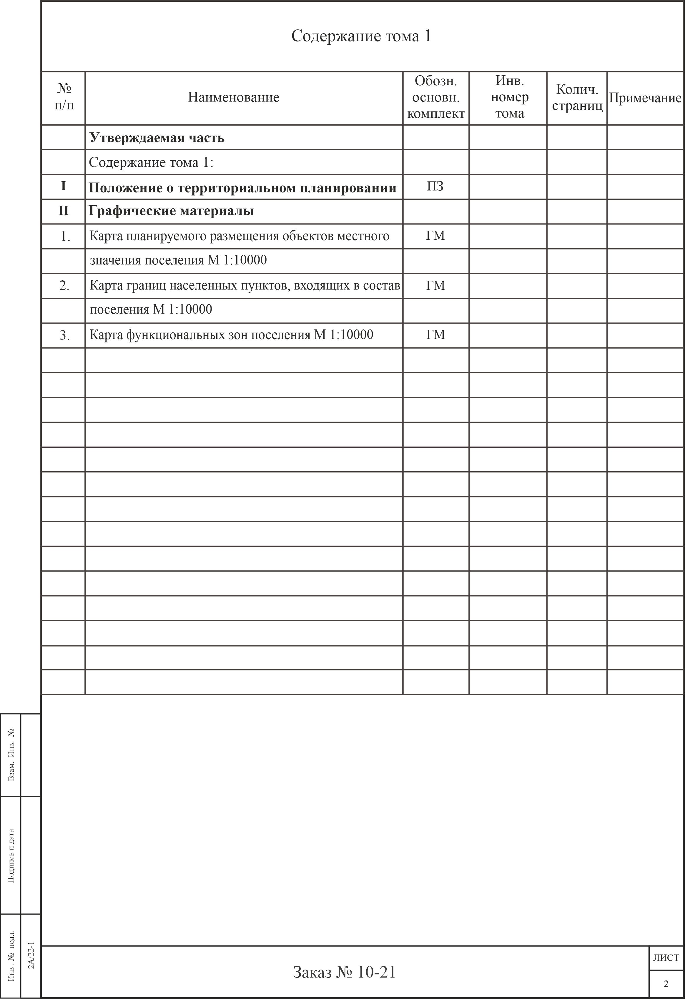 Содержание тома 1
№ п/п
Наименование
Обозн. основн. комплект
Инв. номер тома
Колич. страниц
Примечание
Утверждаемая часть
Содержание тома 1:
I Положение о территориальном планировании ПЗ
II Графические материалы
1. Карта планируемого размещения объектов местного ГМ
значения поселения М 1:10000
2. Карта границ населенных пунктов, входящих в состав ГМ
поселения М 1:10000
3. Карта функциональных зон поселения М 1:10000 ГМ
Взам. Инв. №
Подпись и дата
Инв . № подл.
2А/22-1
Заказ № 10-21
ЛИСТ
2